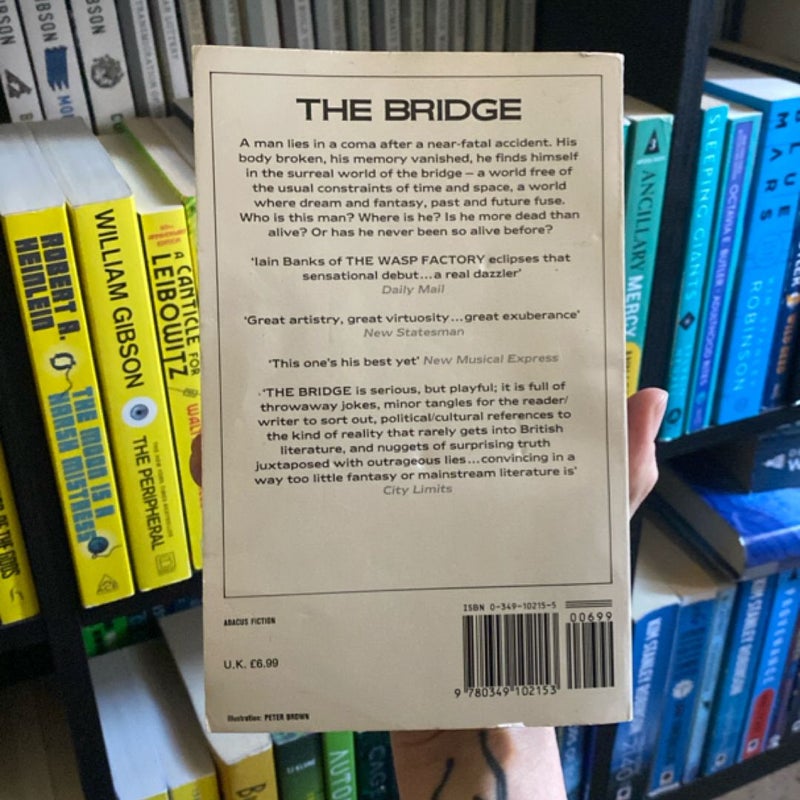 THE BRIDGE
A man lies in a coma after a near-fatal accident. His
body broken, his memory vanished, he finds himself
in the surreal world of the bridge – a world free of
the usual constraints of time and space, a world
where dream and fantasy, past and future fuse.
Who is this man? Where is he? Is he more dead than
alive? Or has he never been so alive before?
‘Iain Banks of THE WASP FACTORY eclipses that
sensational debut...a real dazzler’
Daily Mail
‘Great artistry, great virtuosity...great exuberance’
New Statesman
‘This one's his best yet’ New Musical Express
‘THE BRIDGE is serious, but playful; it is full of
throwaway jokes, minor tangles for the reader/
writer to sort out, political/cultural references to
the kind of reality that rarely gets into British
literature, and nuggets of surprising truth
juxtaposed with outrageous lies...convincing in a
way too little fantasy or mainstream literature is’
City Limits
ABACUS FICTION
U.K. £6.99
Illustration: PETER BROWN
ISBN 0-349-10215-5
00699
9 780349 102153
ROBERT A.
HEINLEIN
THE MOON IS A
HARSH MISTRESS
WILLIAM GIBSON
THE PERIPHERAL
A CANTICLE FOR
LEIBOWITZ
3
ANCILLARY MERCY
SLEEPING GIANTS
OCTAVIA E. BUTLER
ADULTHOOD RITES
ROBINSON
BLUE
MARS
KIM STANLEY ROBINSON
2140
AUTO